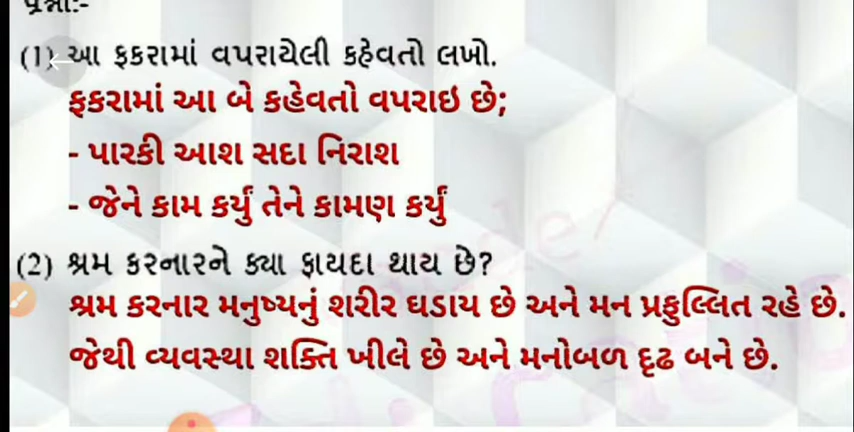 પ્રશ્નો:-
(1) આ ફકરામાં વપરાયેલી કહેવતો લખો.
ફકરામાં આ બે કહેવતો વપરાઇ છે;
- પારકી આશ સદા નિરાશ
- જેને કામ કર્યું તેને કામણ કર્યું
(2) શ્રમ કરનારને ક્યા ફાયદા થાય છે?
શ્રમ કરનાર મનુષ્યનું શરીર ઘડાય છે અને મન પ્રફુલ્લિત રહે છે.
જેથી વ્યવસ્થા શક્તિ ખીલે છે અને મનોબળ દૃઢ બને છે.